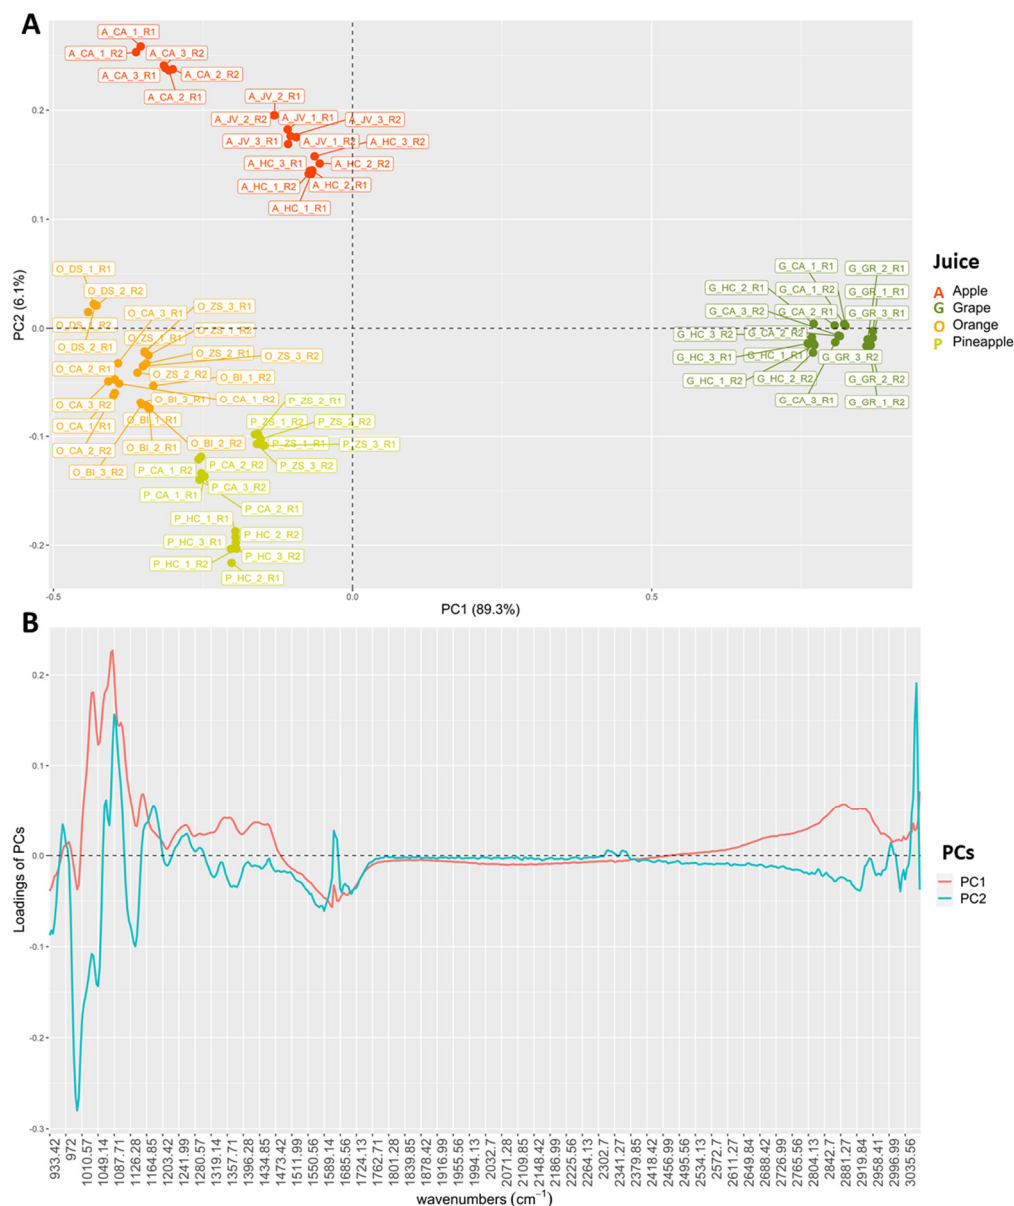 A
A_CA_1_R1
A_CA_1_R2
A_CA_3_R2
A_CA_3_R1
A_CA_2_R2
A_CA_2_R1
A_JV_2_R1
A_JV_2_R2
A_JV_1_R1
A_JV_3_R2
A_JV_3_R1
A_JV_1_R2
A_HC_3_R2
A_HC_3_R1
A_HC_2_R2
A_HC_1_R2
A_HC_2_R1
A_HC_1_R1
O_DS_1_R1
O_DS_2_R2
O_CA_3_R1
O_ZS_3_R1
O_ZS_1_R2
O_ZS_1_R1
O_DS_2_R1
O_ZS_2_R1
O_ZS_3_R2
O_CA_2_R1
O_ZS_2_R2
O_BI_1_R2
O_CA_3_R2
O_BI_3_R1
O_CA_1_R2
O_CA_1_R1
O_BI_1_R1
O_CA_2_R2
O_BI_2_R1
O_BI_2_R2
O_BI_3_R2
P_ZS_2_R1
P_ZS_1_R2
P_ZS_2_R2
P_ZS_1_R1
P_ZS_3_R1
P_ZS_3_R2
P_CA_1_R2
P_CA_2_R2
P_CA_3_R2
P_CA_1_R1
P_CA_2_R1
P_HC_1_R1
P_HC_2_R2
P_HC_3_R1
P_HC_3_R2
P_HC_1_R2
P_HC_2_R1
G_CA_1_R1
G_GR_2_R1
G_HC_2_R1
G_CA_1_R2
G_GR_1_R1
G_CA_3_R2
G_CA_2_R1
G_GR_3_R1
G_HC_3_R2
G_CA_2_R2
G_HC_3_R1
G_HC_1_R1
G_GR_3_R2
G_HC_1_R2
G_HC_2_R2
G_GR_2_R2
G_CA_3_R1
G_GR_1_R2
0.2
0.1
0.0
-0.1
-0.2
PC2 (6.1%)
-0.5
0.0
0.5
PC1 (89.3%)
Juice
A Apple
G Grape
O Orange
P Pineapple
B
0.2
0.1
0.0
-0.1
-0.2
-0.3
Loadings of PCs
PCs
PC1
PC2
933.42
972
1010.57
1049.14
1087.71
1126.28
1164.85
1203.42
1241.99
1280.57
1319.14
1357.71
1396.28
1434.85
1473.42
1511.99
1550.56
1589.14
1685.56
1724.13
1762.71
1801.28
1839.85
1878.42
1916.99
1955.56
1994.13
2032.7
2071.28
2109.85
2148.42
2186.99
2225.56
2264.13
2302.7
2341.27
2379.85
2418.42
2456.99
2495.56
2534.13
2572.7
2611.27
2649.84
2688.42
2726.99
2765.56
2804.13
2842.7
2881.27
2919.84
2958.41
2996.99
3035.56
wavenumbers (cm⁻¹)